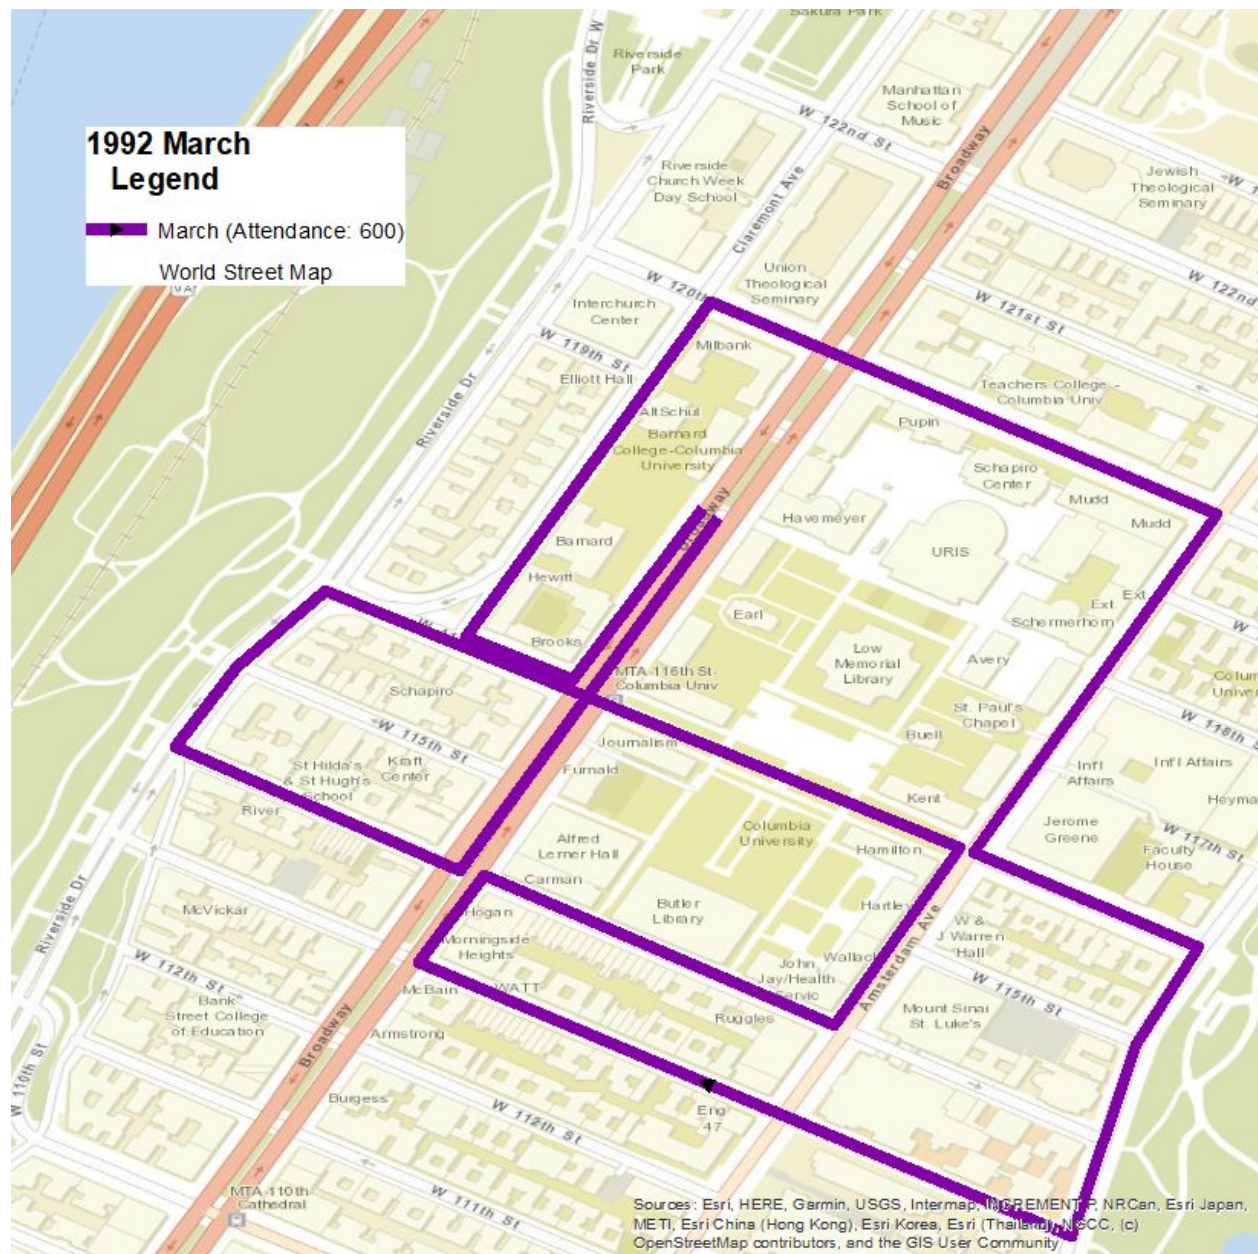 Sakura Park
Riverside Dr W
Riverside
Park
Manhattan
School of
Music
W 122nd St
Broadway
1992 March
Legend
March (Attendance: 600)
World Street Map
9A
Riverside
Church Week
Day School
Claremont Ave
Jewish
Theological
Seminary
W 122nd
Union
Theological
Seminary
W 120th
W 121st St
Interchurch
Center
W 119th St
Milbank
Elliott Hall
Riverside Dr
Teachers College -
Columbia Univ
AltSchul
Barnard
College-Columbia
University
Pupin
Schapiro
Center
Mudd
Mudd
Broadway
Havemeyer
URIS
Barnard
Hewitt
Brooks
Earl
Ext
Ext
Schermerhorn
Low
Memorial
Library
Avery
MTA-116th St-
Columbia Univ
Schapiro
St. Paul's
Chapel
Buell
W 118th S
W 115th St
Journalism
Furnald
Kraft
Center
St Hilda's
& St Hugh's
School
River
Int'l
Affairs
Int'l Affairs
Kent
Heyma
Columbia
University
Hamilton
Jerome
Greene
W 117th St
Faculty
House
Alfred
Lerner Hall
Carman
Butler
Library
Hartley
Riverside Dr
McVickar
Hogan
Morningside
Heights
W &
J Warren
Hall
Amsterdam Ave
Wallach
John
Jay/Health
Servic
W 112th St
McBain
WATT
W 115th St
Bank
Street College
of Education
Armstrong
Ruggles
Mount Sinai
St. Luke's
W 110th St
Broadway
Burgess
W 112th St
Eng
47
MTA-110th
Cathedral
W 111th St
Sources: Esri, HERE, Garmin, USGS, Intermap, INCREMENT P, NRCan, Esri Japan,
METI, Esri China (Hong Kong), Esri Korea, Esri (Thailand), NGCC, (c)
OpenStreetMap contributors, and the GIS User Community